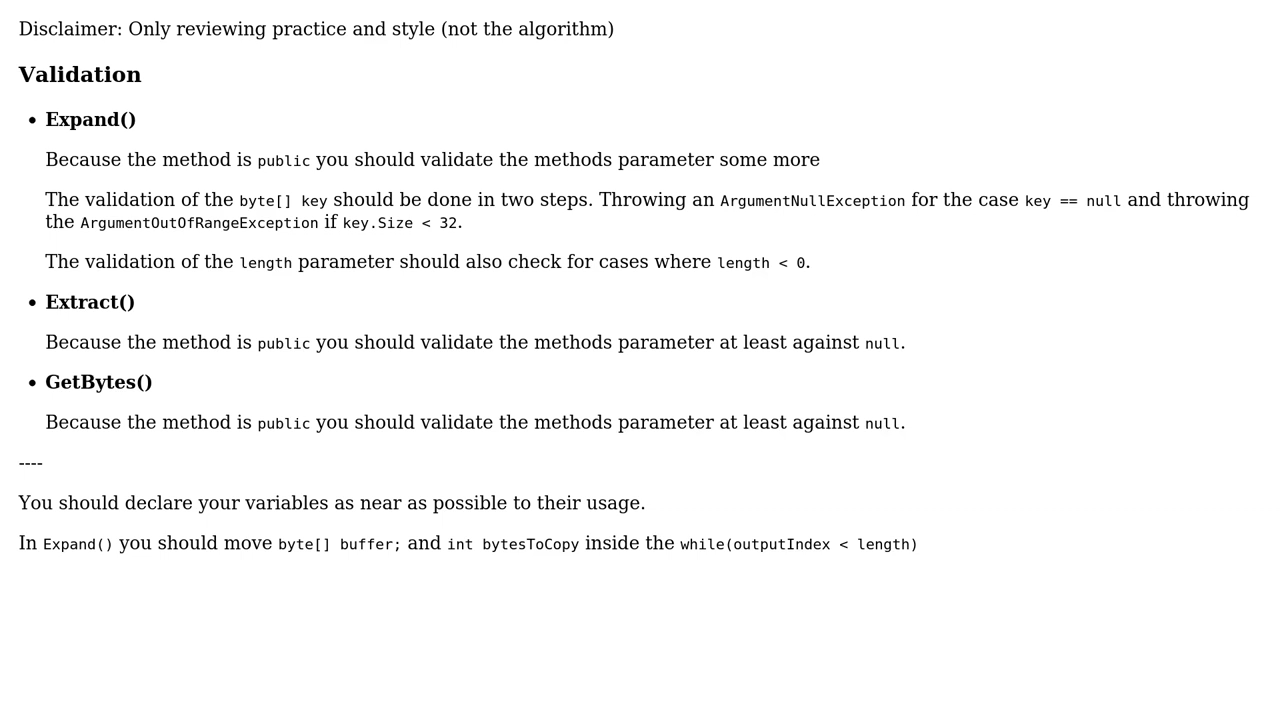 Disclaimer: Only reviewing practice and style (not the algorithm)
Validation
• Expand()
Because the method is public you should validate the methods parameter some more
The validation of the byte[] key should be done in two steps. Throwing an ArgumentNullException for the case key == null and throwing
the ArgumentOutOfRangeException if key.Size < 32.
The validation of the length parameter should also check for cases where length < 0.
• Extract()
Because the method is public you should validate the methods parameter at least against null.
• GetBytes()
Because the method is public you should validate the methods parameter at least against null.
----
You should declare your variables as near as possible to their usage.
In Expand() you should move byte[] buffer; and int bytesToCopy inside the while(outputIndex < length)